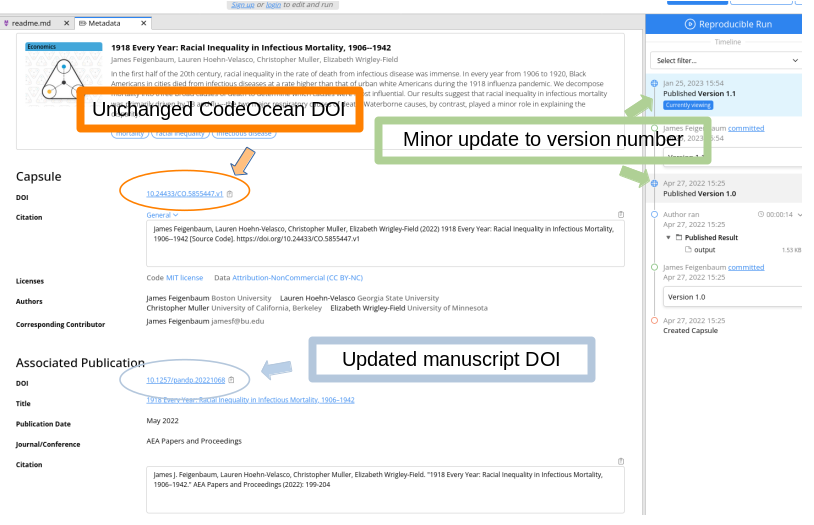 Sign up or login to edit and run
readme.md X
Metadata X
Economics
1918 Every Year: Racial Inequality in Infectious Mortality, 1906--1942
James Feigenbaum, Lauren Hoehn-Velasco, Christopher Muller, Elizabeth Wrigley-Field
In the first half of the 20th century, racial inequality in the rate of death from infectious disease was immense. In every year from 1906 to 1920, Black
Americans in cities died from infectious diseases at a rate higher than that of urban white Americans during the 1918 influenza pandemic. We decompose
st influential. Our results suggest that racial inequality in infectious mortality
Waterborne causes, by contrast, played a minor role in explaining the
mortality racial inequality infectious disease
Unchanged CodeOcean DOI
Minor update to version number
Capsule
DOI
10.24433/CO.5855447.v1
Citation
General
James Feigenbaum, Lauren Hoehn-Velasco, Christopher Muller, Elizabeth Wrigley-Field (2022) 1918 Every Year: Racial Inequality in Infectious Mortality,
1906--1942 [Source Code]. https://doi.org/10.24433/CO.5855447.v1
Licenses
Code MIT license Data Attribution-NonCommercial (CC BY-NC)
Authors
James Feigenbaum Boston University Lauren Hoehn-Velasco Georgia State University
Christopher Muller University of California, Berkeley Elizabeth Wrigley-Field University of Minnesota
Corresponding Contributor
James Feigenbaum jamesf@bu.edu
Associated Publication
Updated manuscript DOI
DOI
10.1257/pandp.20221068
Title
1918 Every Year: Racial Inequality in Infectious Mortality, 1906–1942
Publication Date
May 2022
Journal/Conference
AEA Papers and Proceedings
Citation
James J. Feigenbaum, Lauren Hoehn-Velasco, Christopher Muller, Elizabeth Wrigley-Field. "1918 Every Year: Racial Inequality in Infectious Mortality,
1906–1942." AEA Papers and Proceedings (2022): 199-204
Reproducible Run
Timeline
Select filter...
Jan 25, 2023 15:54
Published Version 1.1
Currently viewing
James Feigenbaum committed
2023 15:54
Version 1.1
Apr 27, 2022 15:25
Published Version 1.0
Author ran 00:00:14
Apr 27, 2022 15:25
Published Result
output 1.53 KB
James Feigenbaum committed
Apr 27, 2022 15:25
Version 1.0
Apr 27, 2022 15:25
Created Capsule